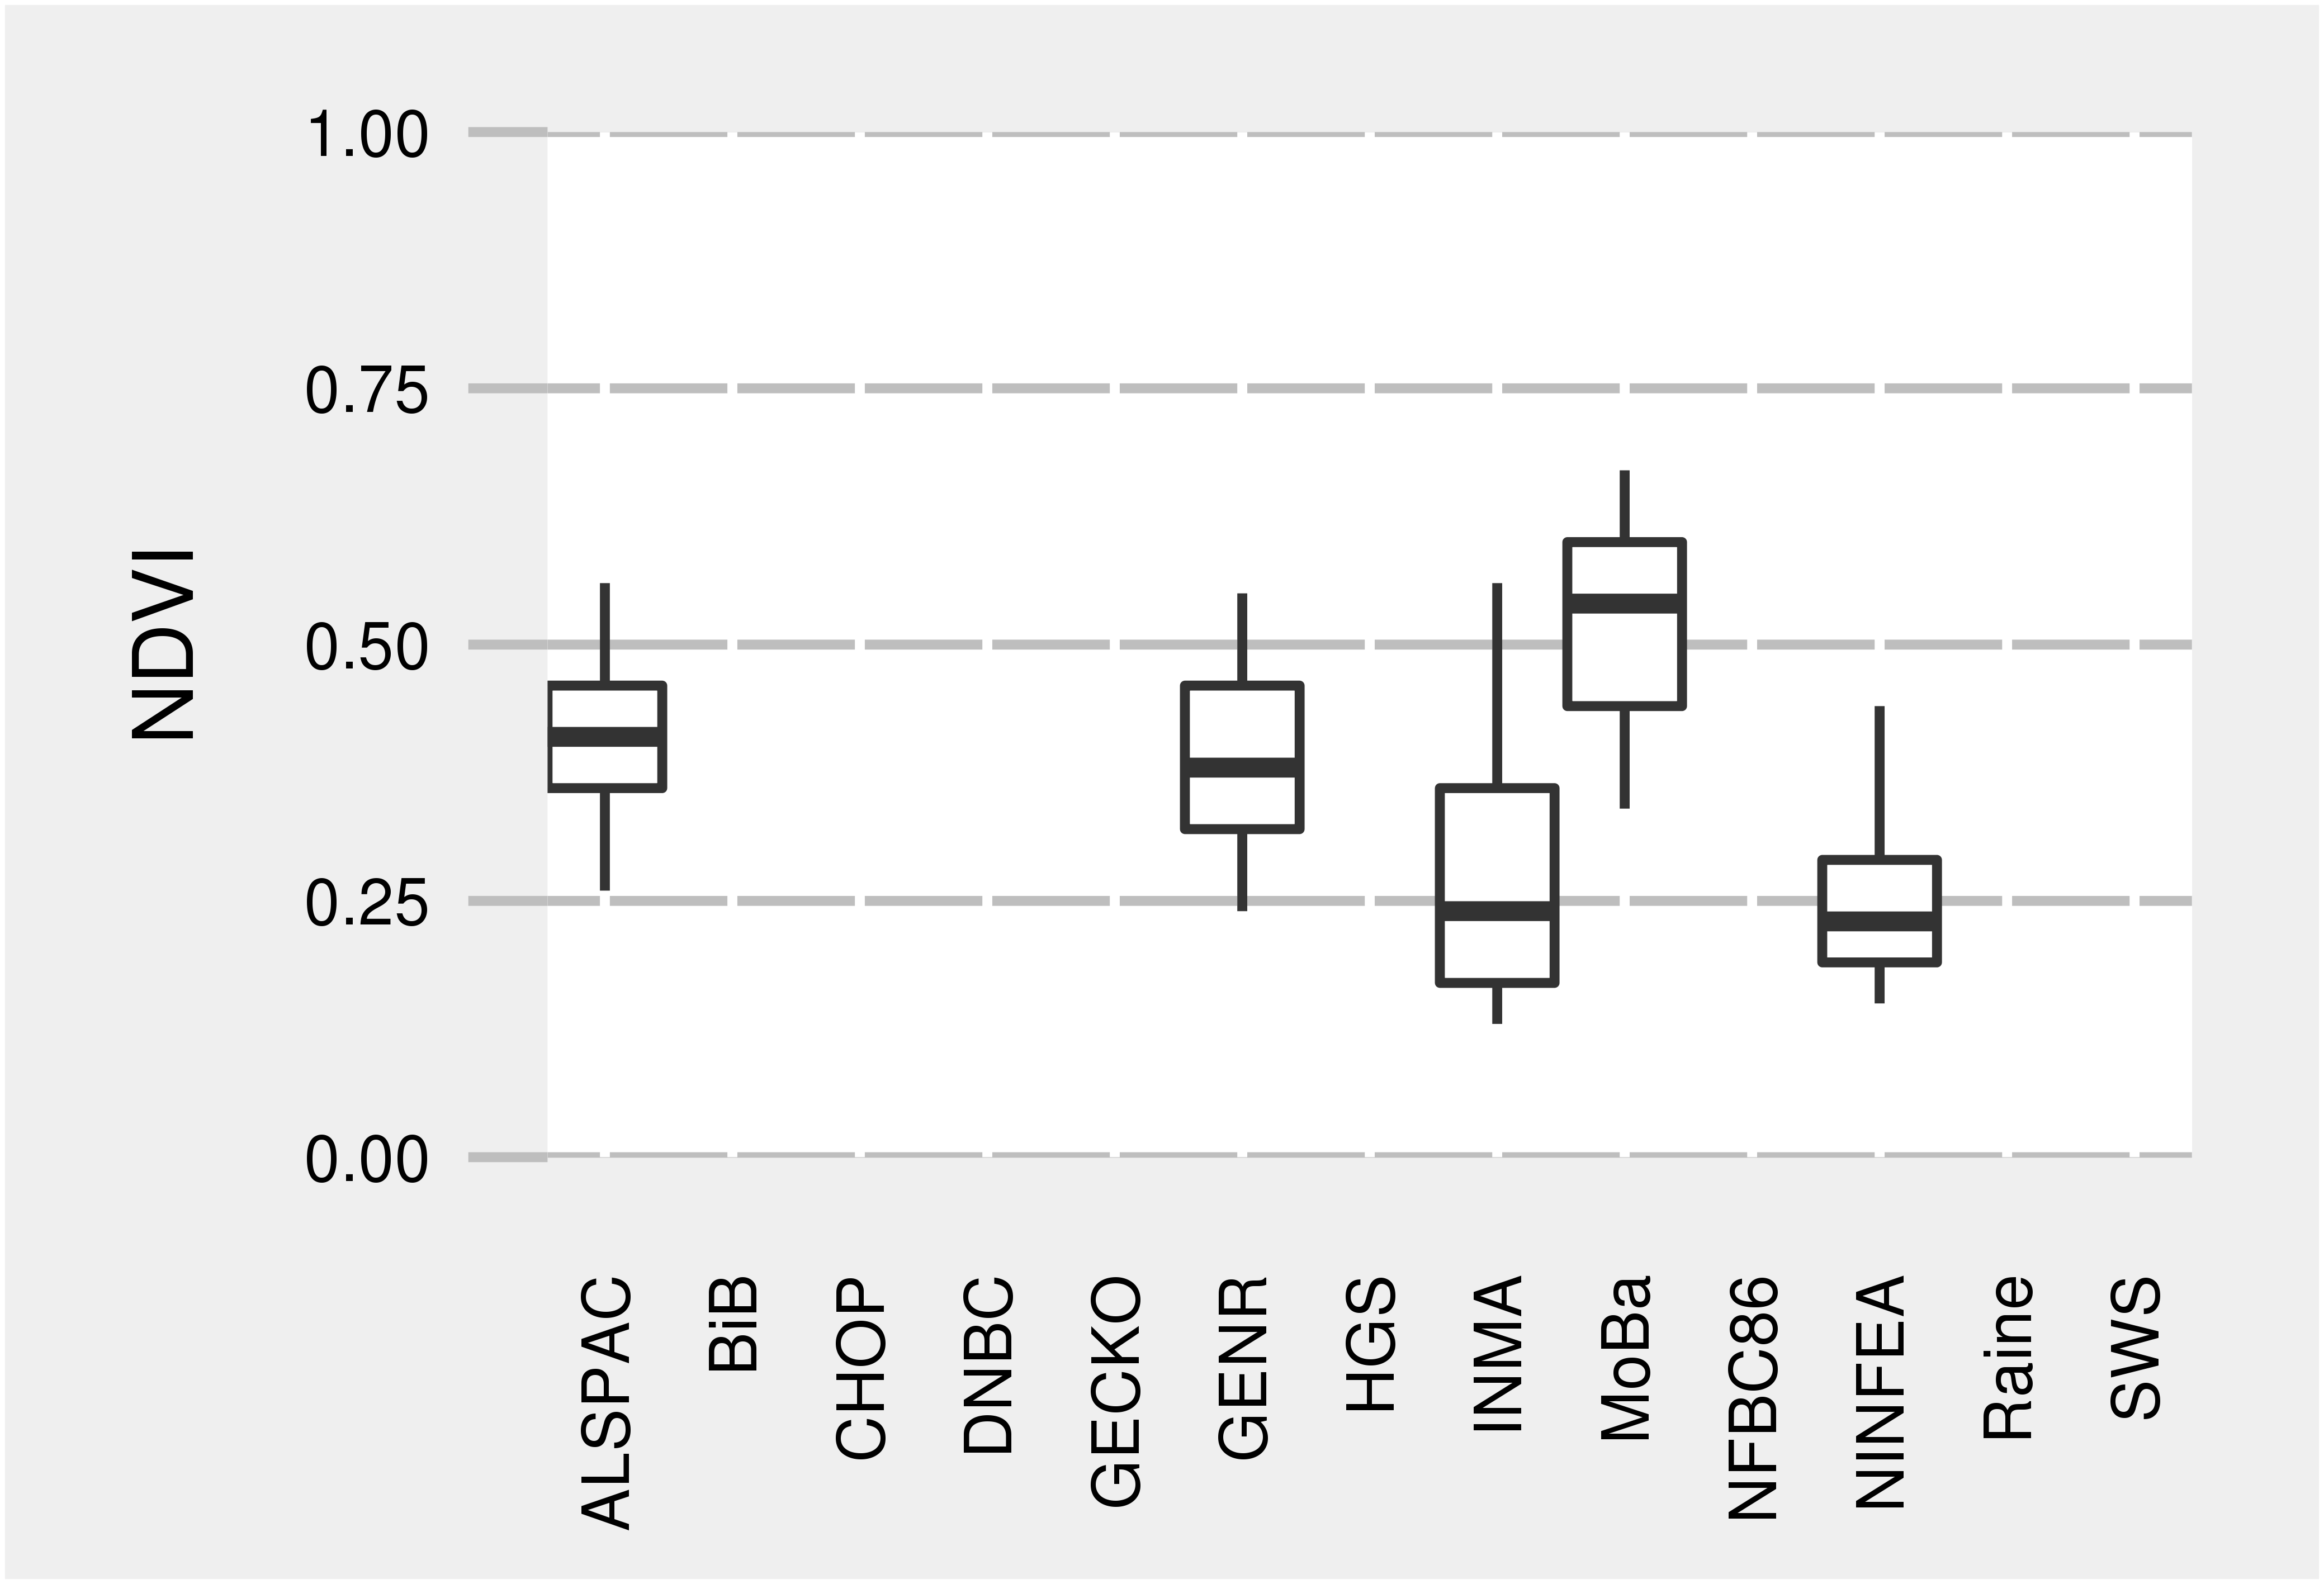 NDVI
1.00
0.75
0.50
0.25
0.00
ALSPAC
BiB
CHOP
DNBC
GECKO
GENR
HGS
INMA
MoBa
NFBC86
NINFEA
Raine
SWS